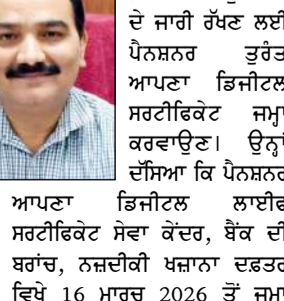 ਦੇ ਜਾਰੀ ਰੱਖਣ ਲਈ
ਪੈਨਸ਼ਨਰ ਤੁਰੰਤ
ਆਪਣਾ ਡਿਜੀਟਲ
ਸਰਟੀਫਿਕੇਟ ਜਮ੍ਹਾਂ
ਕਰਵਾਉਣ। ਉਨ੍ਹਾਂ
ਦੱਸਿਆ ਕਿ ਪੈਨਸ਼ਨਰ
ਆਪਣਾ ਡਿਜੀਟਲ ਲਾਈਫ
ਸਰਟੀਫਿਕੇਟ ਸੇਵਾ ਕੇਂਦਰ, ਬੈਂਕ ਦੀ
ਬਰਾਂਚ, ਨਜ਼ਦੀਕੀ ਖਜ਼ਾਨਾ ਦਫ਼ਤਰ
ਵਿਖੇ 16 ਮਾਰਚ 2026 ਤੋਂ